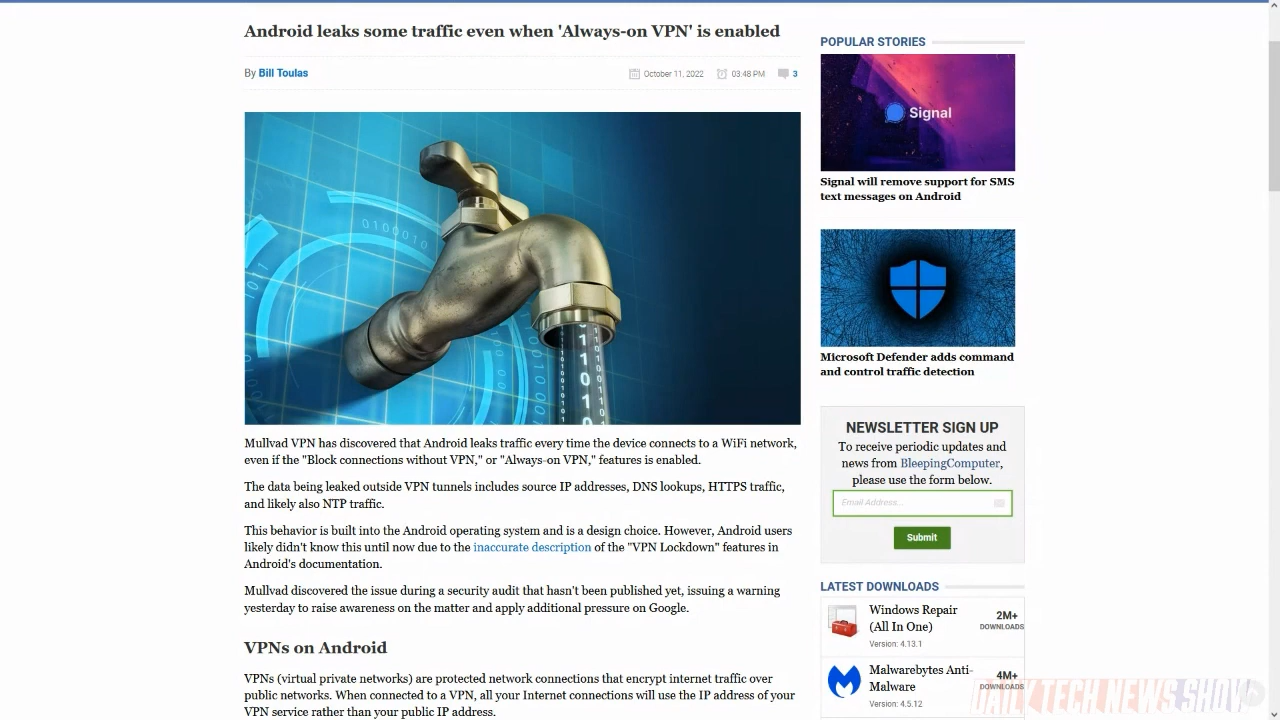 Android leaks some traffic even when 'Always-on VPN' is enabled
By Bill Toulas
October 11, 2022
03:48 PM
3
0100010
Mullvad VPN has discovered that Android leaks traffic every time the device connects to a WiFi network,
even if the "Block connections without VPN," or "Always-on VPN," features is enabled.
The data being leaked outside VPN tunnels includes source IP addresses, DNS lookups, HTTPS traffic,
and likely also NTP traffic.
This behavior is built into the Android operating system and is a design choice. However, Android users
likely didn't know this until now due to the inaccurate description of the "VPN Lockdown" features in
Android's documentation.
Mullvad discovered the issue during a security audit that hasn't been published yet, issuing a warning
yesterday to raise awareness on the matter and apply additional pressure on Google.
VPNs on Android
VPNs (virtual private networks) are protected network connections that encrypt internet traffic over
public networks. When connected to a VPN, all your Internet connections will use the IP address of your
VPN service rather than your public IP address.
POPULAR STORIES
Signal
Signal will remove support for SMS
text messages on Android
Microsoft Defender adds command
and control traffic detection
NEWSLETTER SIGN UP
To receive periodic updates and
news from BleepingComputer,
please use the form below.
Email Address...
Submit
LATEST DOWNLOADS
Windows Repair
(All In One)
Version: 4.13.1
2M+
DOWNLOADS
Malwarebytes Anti-
Malware
Version: 4.5.12
4M+
DOWNLOADS
DAILY TECH NEWS SHOW